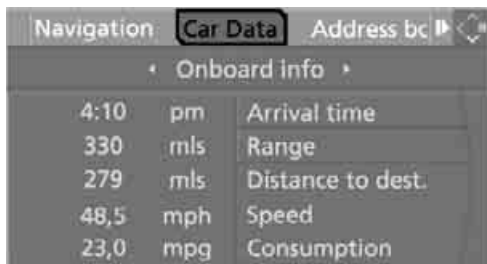 Navigation Car Data Address bc
Onboard info
4:10 pm Arrival time
330 mls Range
279 mls Distance to dest.
48,5 mph Speed
23,0 mpg Consumption